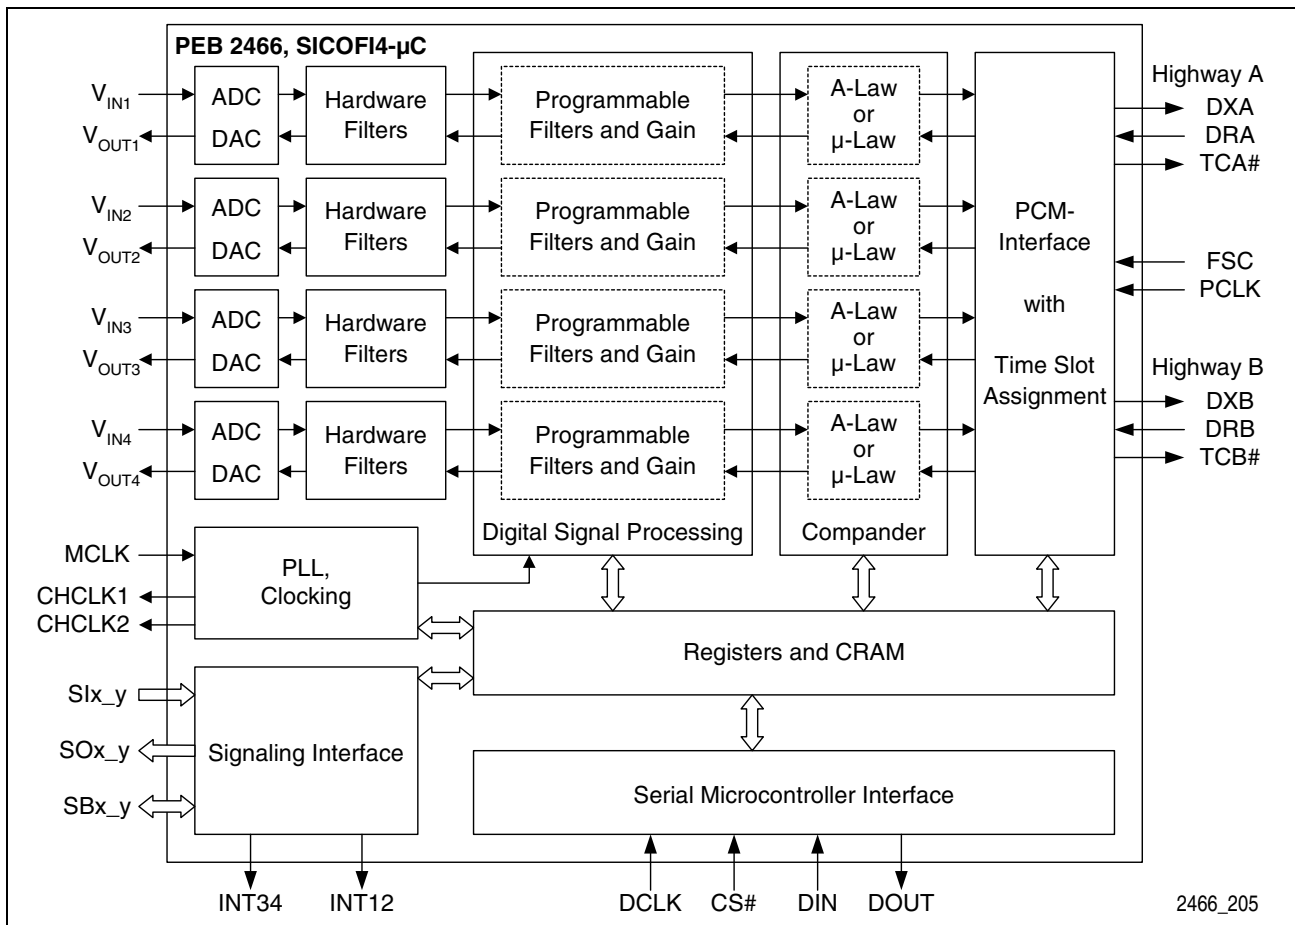 PEB 2466, SICOFI4-µC
V_IN1
V_OUT1
ADC
DAC
Hardware
Filters
Programmable
Filters and Gain
A-Law
or
µ-Law
V_IN2
V_OUT2
ADC
DAC
Hardware
Filters
Programmable
Filters and Gain
A-Law
or
µ-Law
V_IN3
V_OUT3
ADC
DAC
Hardware
Filters
Programmable
Filters and Gain
A-Law
or
µ-Law
V_IN4
V_OUT4
ADC
DAC
Hardware
Filters
Programmable
Filters and Gain
A-Law
or
µ-Law
Digital Signal Processing
Compander
PCM-
Interface
with
Time Slot
Assignment
Highway A
DXA
DRA
TCA#
FSC
PCLK
Highway B
DXB
DRB
TCB#
MCLK
CHCLK1
CHCLK2
PLL,
Clocking
Registers and CRAM
SIx_y
SOx_y
SBx_y
Signaling Interface
Serial Microcontroller Interface
INT34
INT12
DCLK
CS#
DIN
DOUT
2466_205